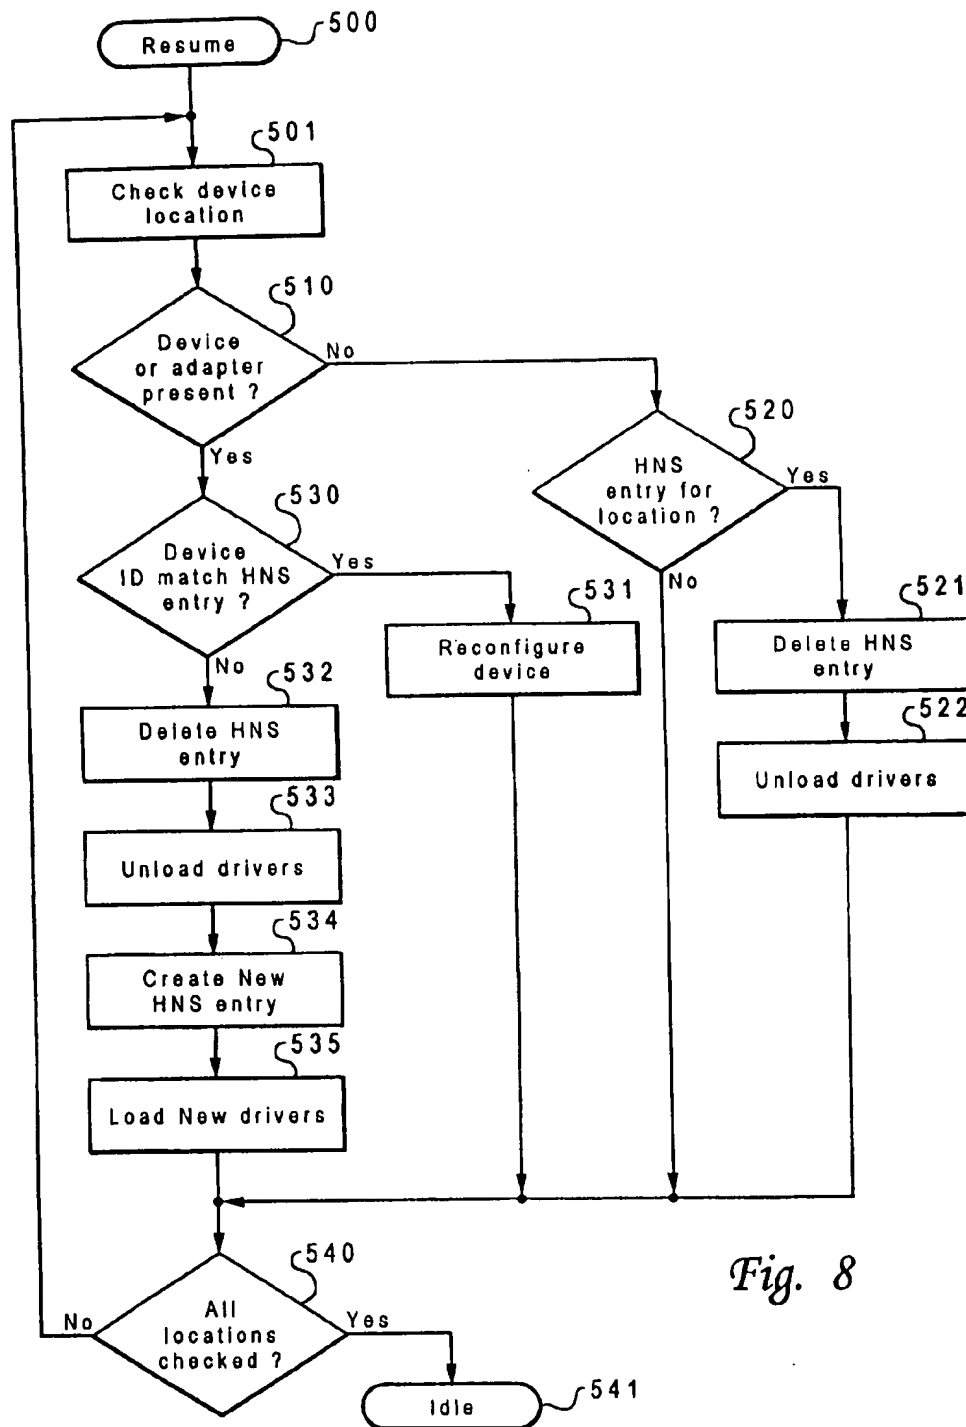 Resume
500
501
Check device
location
510
Device
or adapter
present ?
No
Yes
520
HNS
entry for
location ?
Yes
No
530
Device
ID match HNS
entry ?
Yes
No
531
Reconfigure
device
521
Delete HNS
entry
522
Unload drivers
532
Delete HNS
entry
533
Unload drivers
534
Create New
HNS entry
535
Load New drivers
540
All
locations
checked ?
No
Yes
Idle
541
Fig. 8